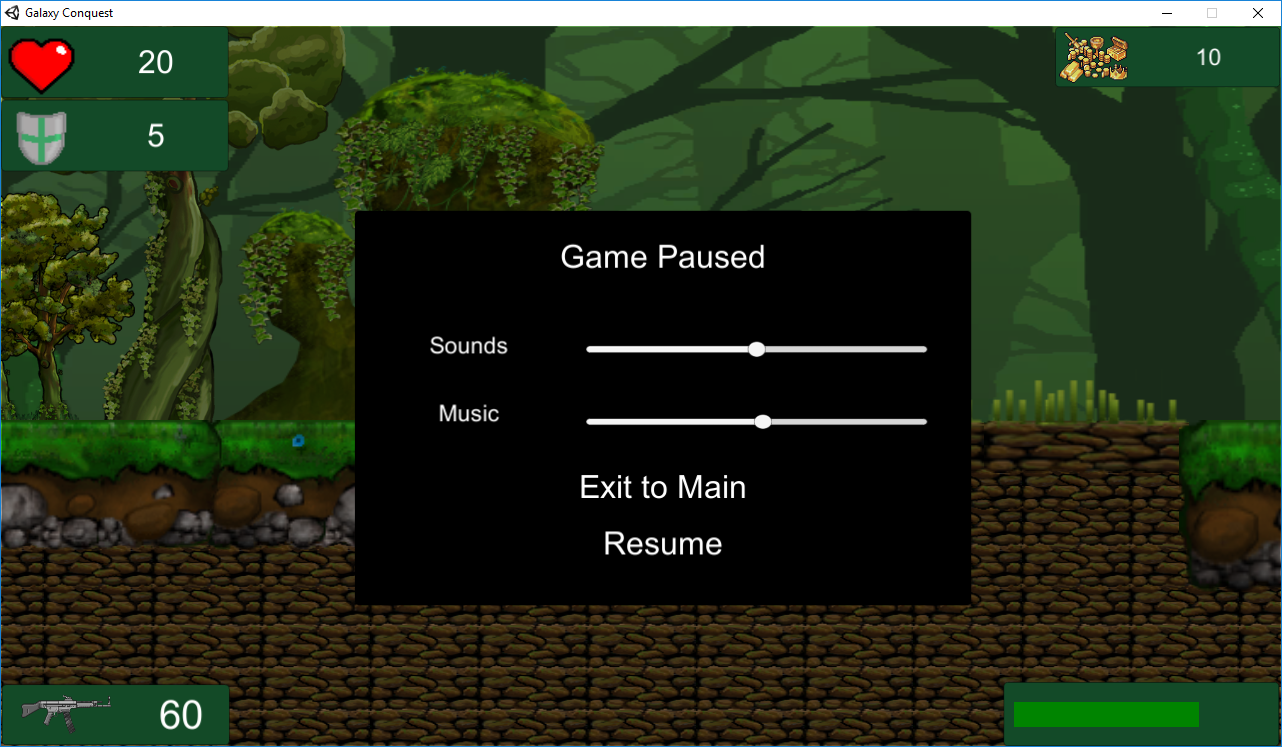 Galaxy Conquest
20
10
5
Game Paused
Sounds
Music
Exit to Main
Resume
60